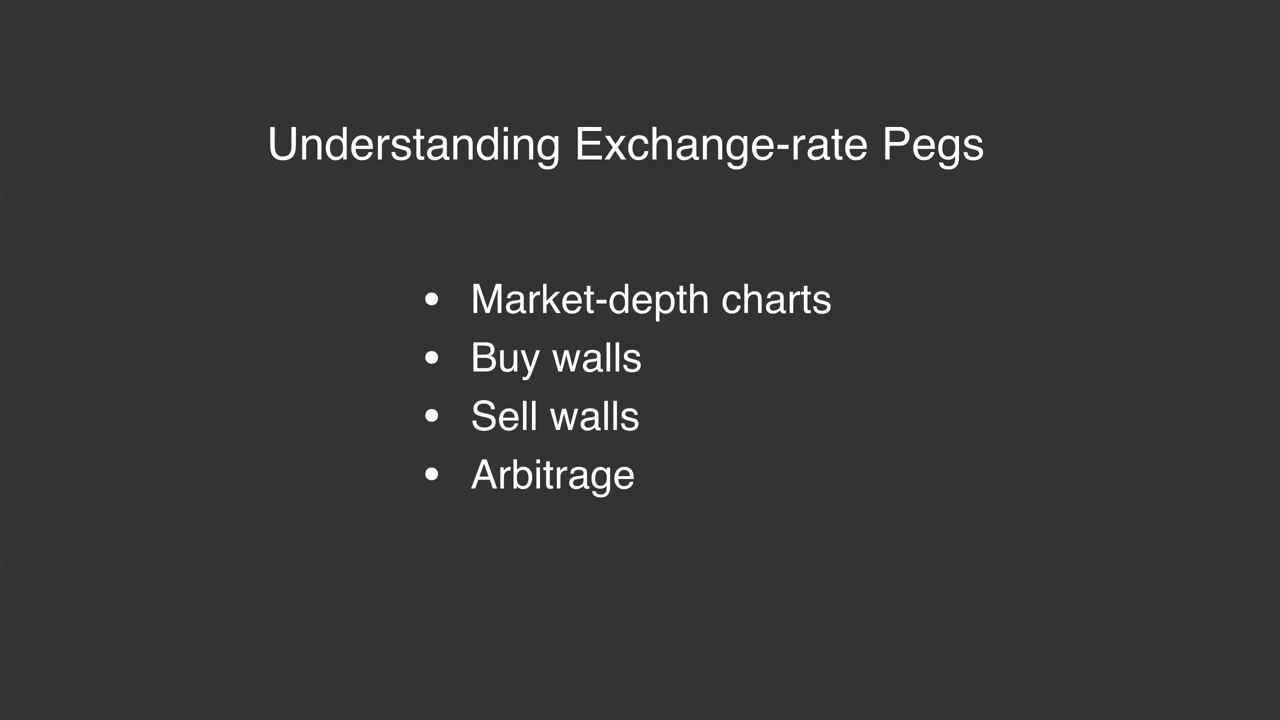 Understanding Exchange-rate Pegs
• Market-depth charts
• Buy walls
• Sell walls
• Arbitrage